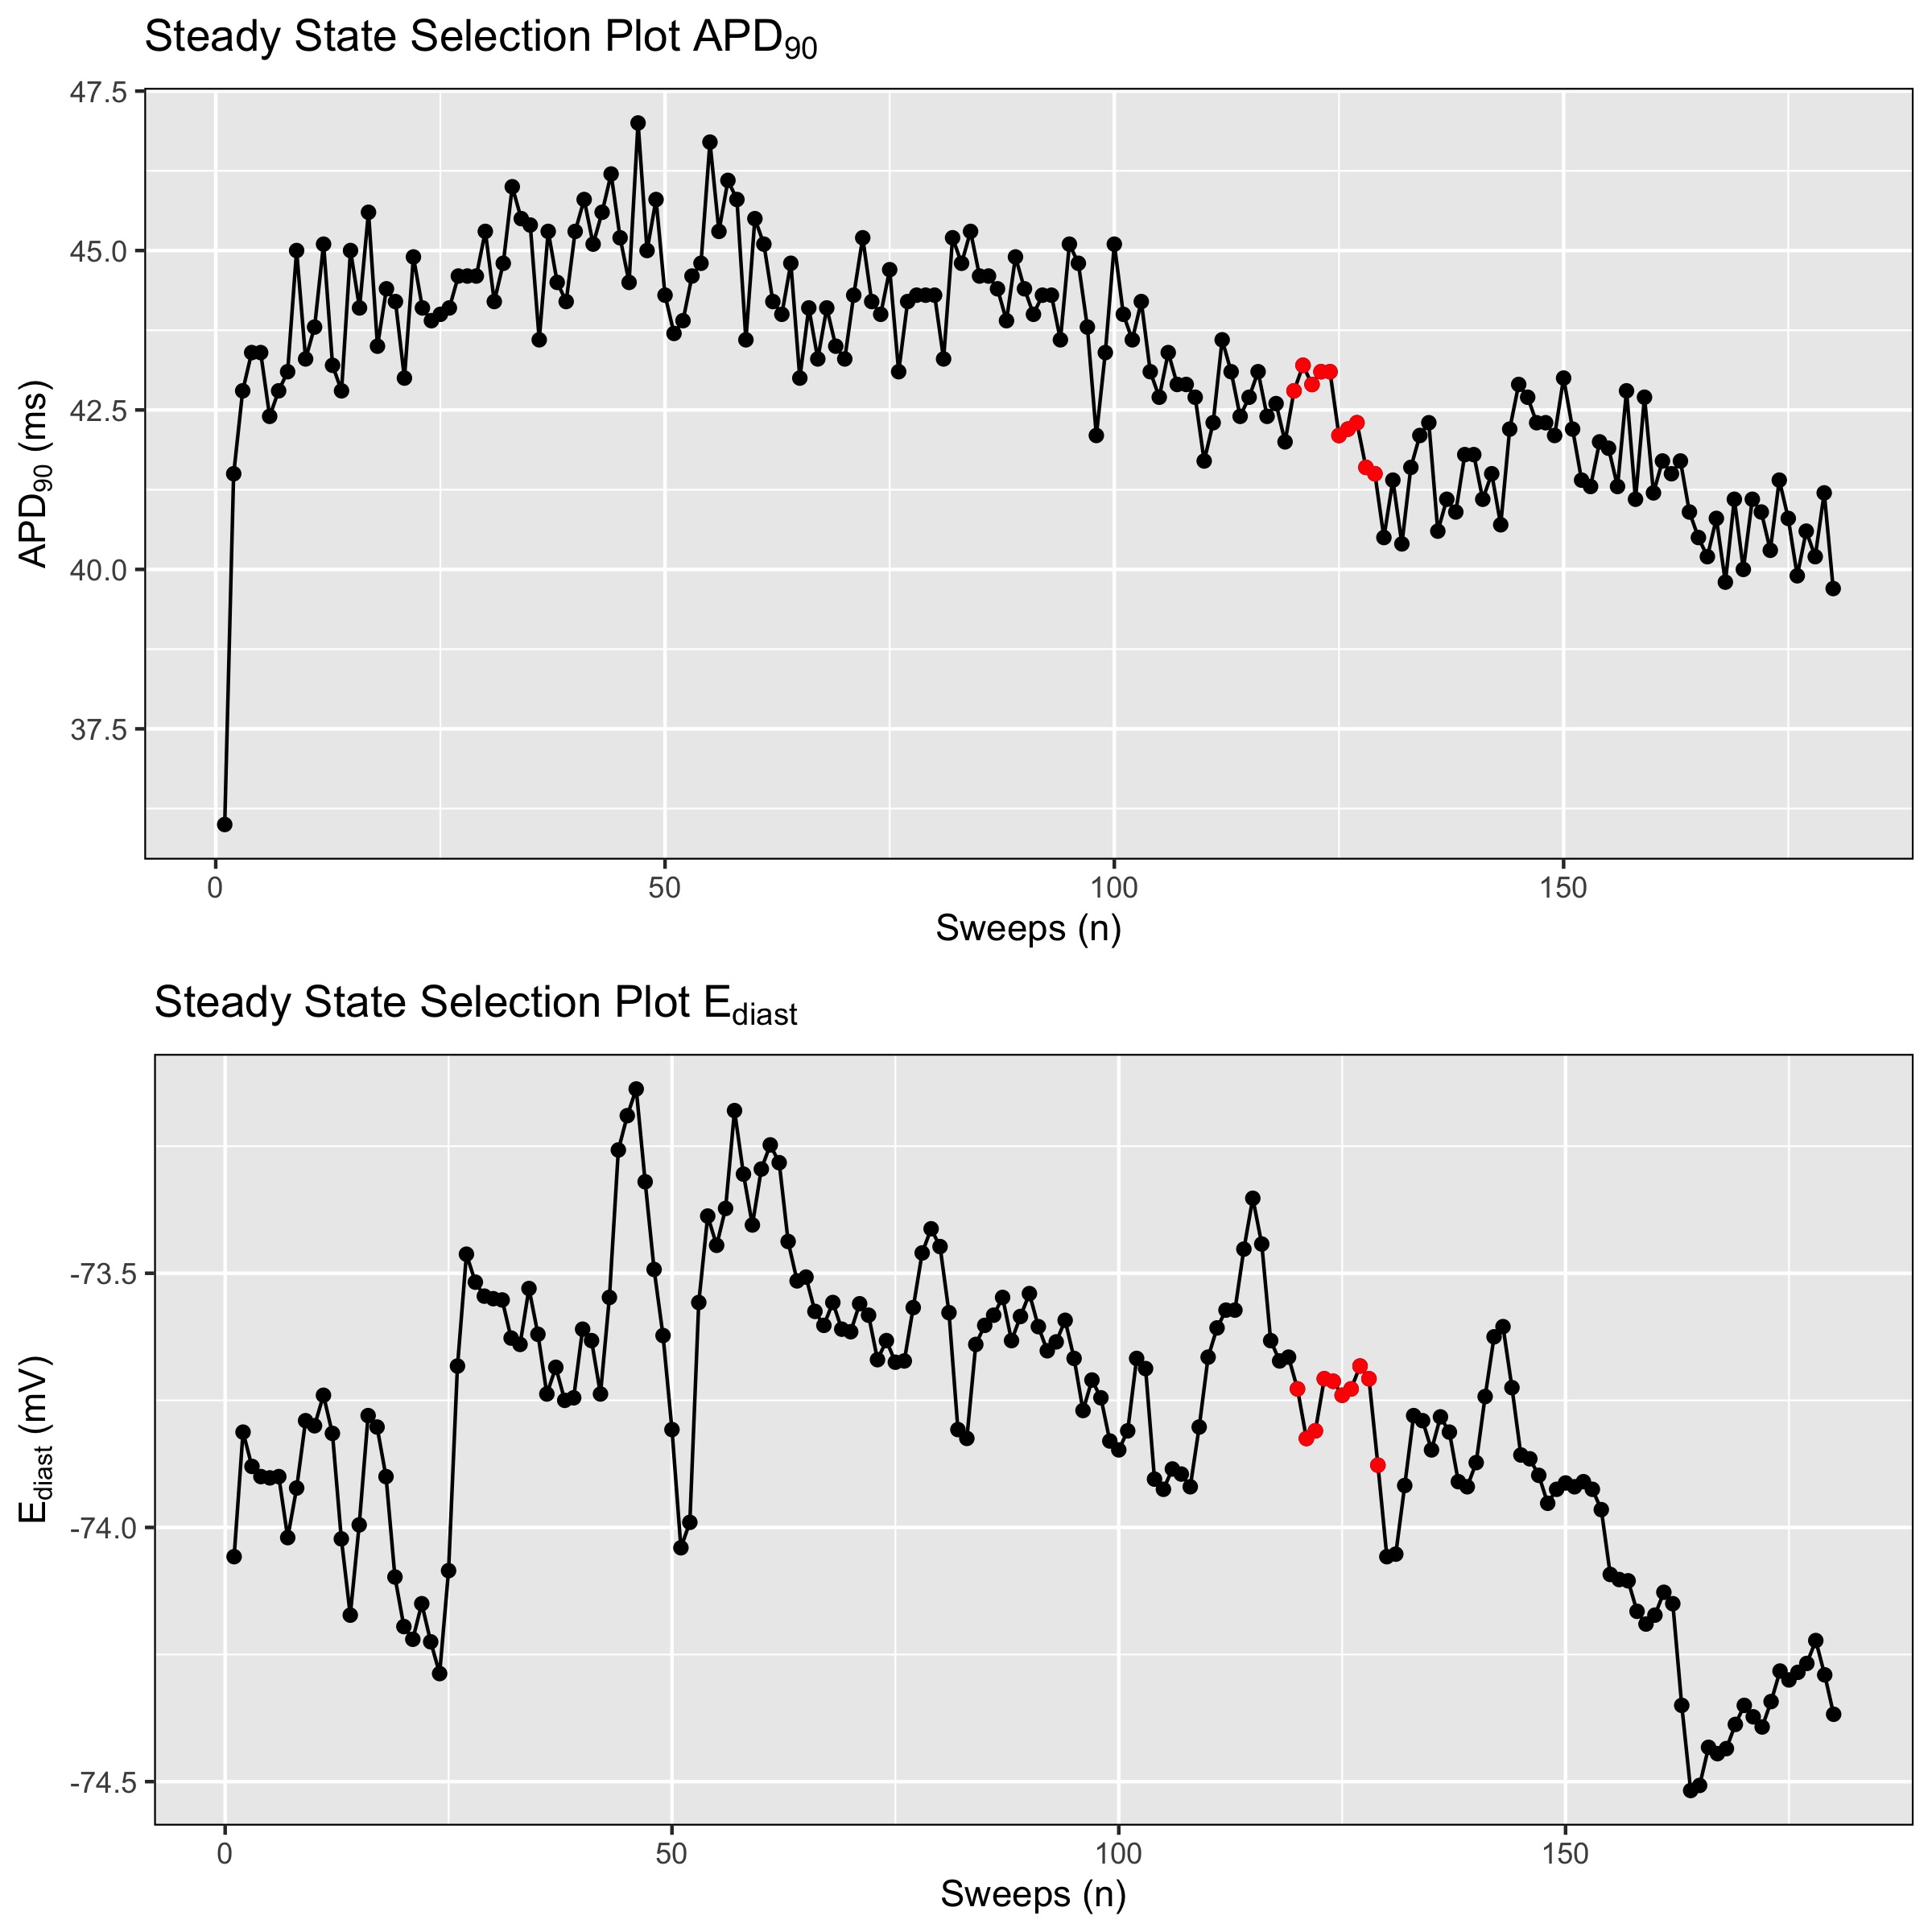 Steady State Selection Plot APD90
47.5
45.0
42.5
40.0
37.5
APD90 (ms)
0 50 100 150
Sweeps (n)
Steady State Selection Plot Ediast
-73.5
-74.0
-74.5
Ediast (mV)
0 50 100 150
Sweeps (n)